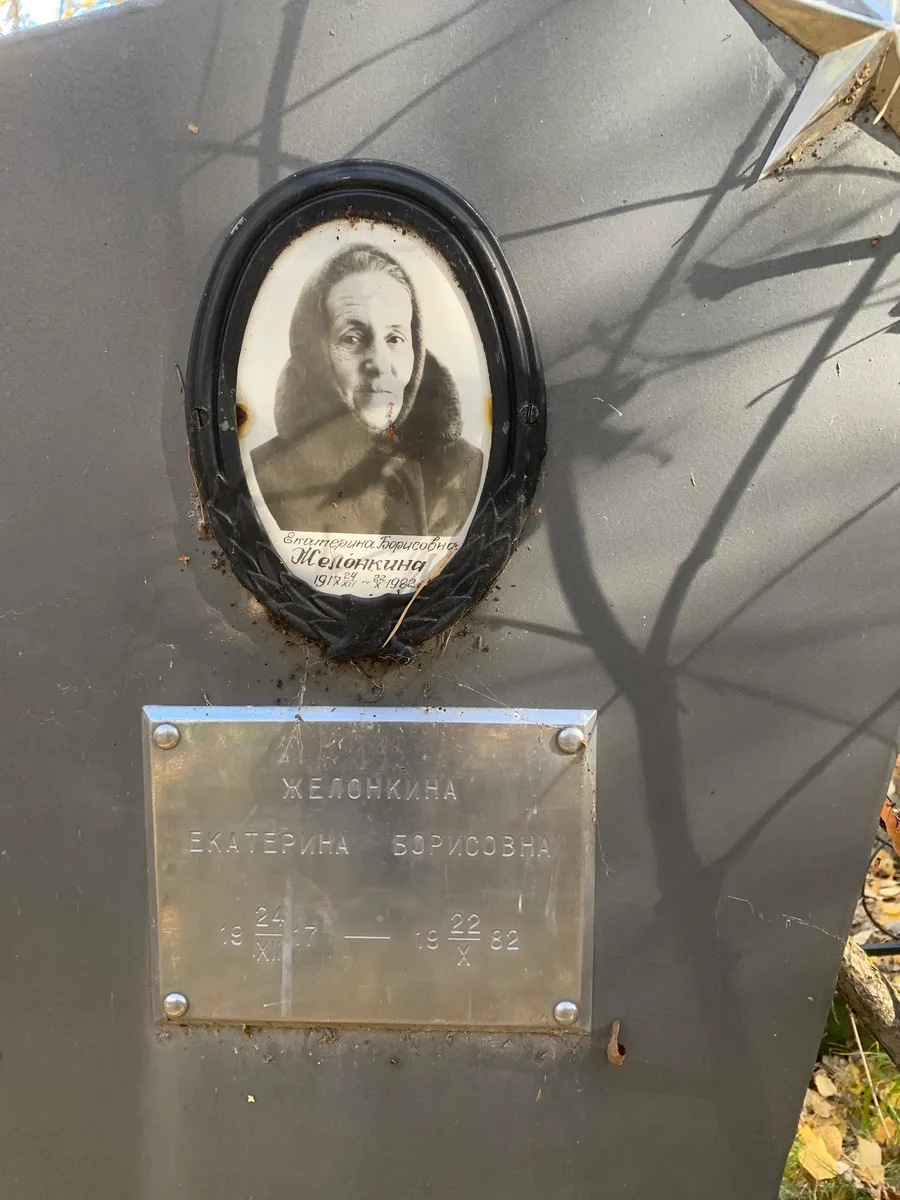 Екатерина Борисовна
Желонкина
1917 24/XII ~ 22/X 1982
ЖЕЛОНКИНА
ЕКАТЕРИНА БОРИСОВНА
19 24/XII 17 — 19 22/X 82